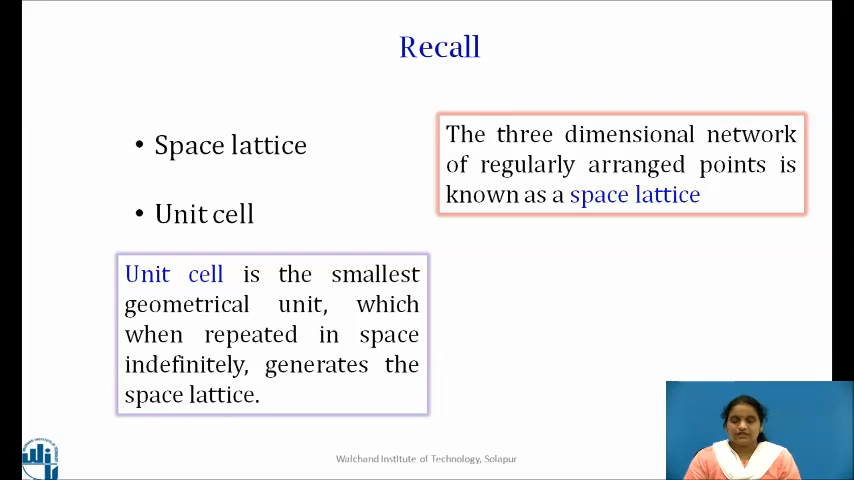 Recall
• Space lattice
The three dimensional network
of regularly arranged points is
known as a space lattice
• Unit cell
Unit cell is the smallest
geometrical unit, which
when repeated in space
indefinitely, generates the
space lattice.
Walchand Institute of Technology, Solapur